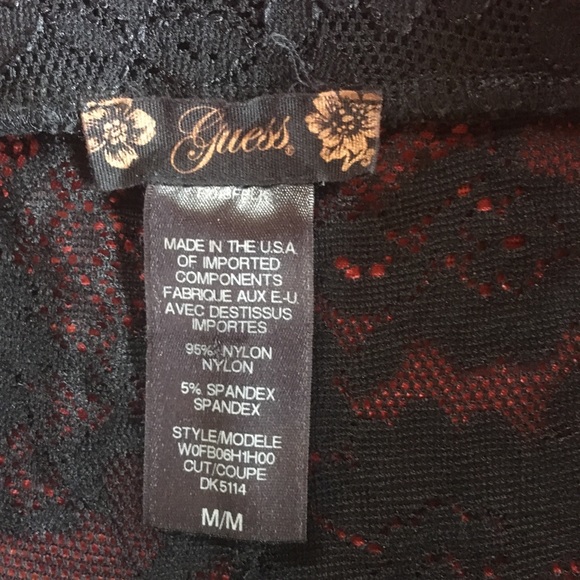 Guess®
MADE IN THE U.S.A
OF IMPORTED
COMPONENTS
FABRIQUE AUX E-U.
AVEC DESTISSUS
IMPORTES
95% NYLON
NYLON
5% SPANDEX
SPANDEX
STYLE/MODELE
W0FB06H1H00
CUT/COUPE
DK5114
M/M